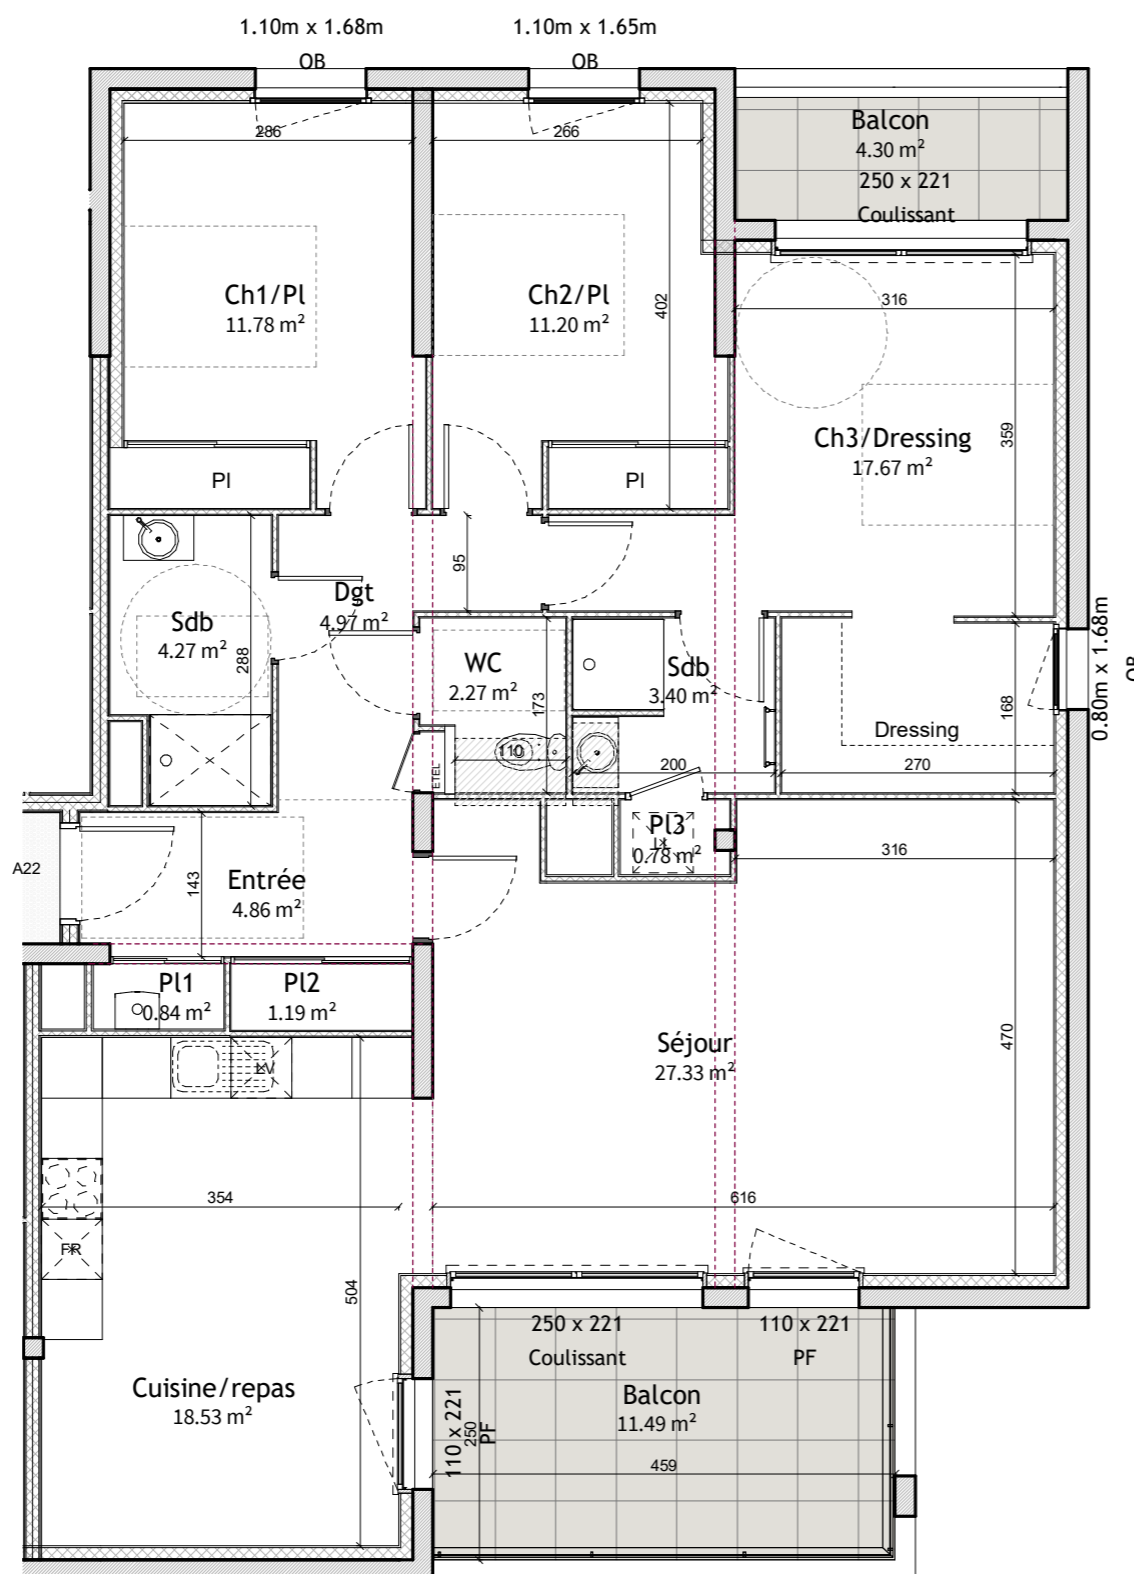 1.10m x 1.68m
OB
1.10m x 1.65m
OB
286
266
Balcon
4.30 m²
250 x 221
Coulissant
Ch1/Pl
11.78 m²
Ch2/Pl
11.20 m²
402
316
Ch3/Dressing
17.67 m²
359
Pl
Pl
95
Dgt
4.97 m²
Sdb
4.27 m²
288
WC
2.27 m²
173
Sdb
3.40 m²
Dressing
168
0.80m x 1.68m
OB
110
ETEL
200
270
Pl3
0.78 m²
LL
316
A22
Entrée
4.86 m²
143
Pl1
0.84 m²
Pl2
1.19 m²
LV
Séjour
27.33 m²
470
354
616
FR
504
250 x 221
Coulissant
110 x 221
PF
Cuisine/repas
18.53 m²
110 x 221
PF
250
Balcon
11.49 m²
459